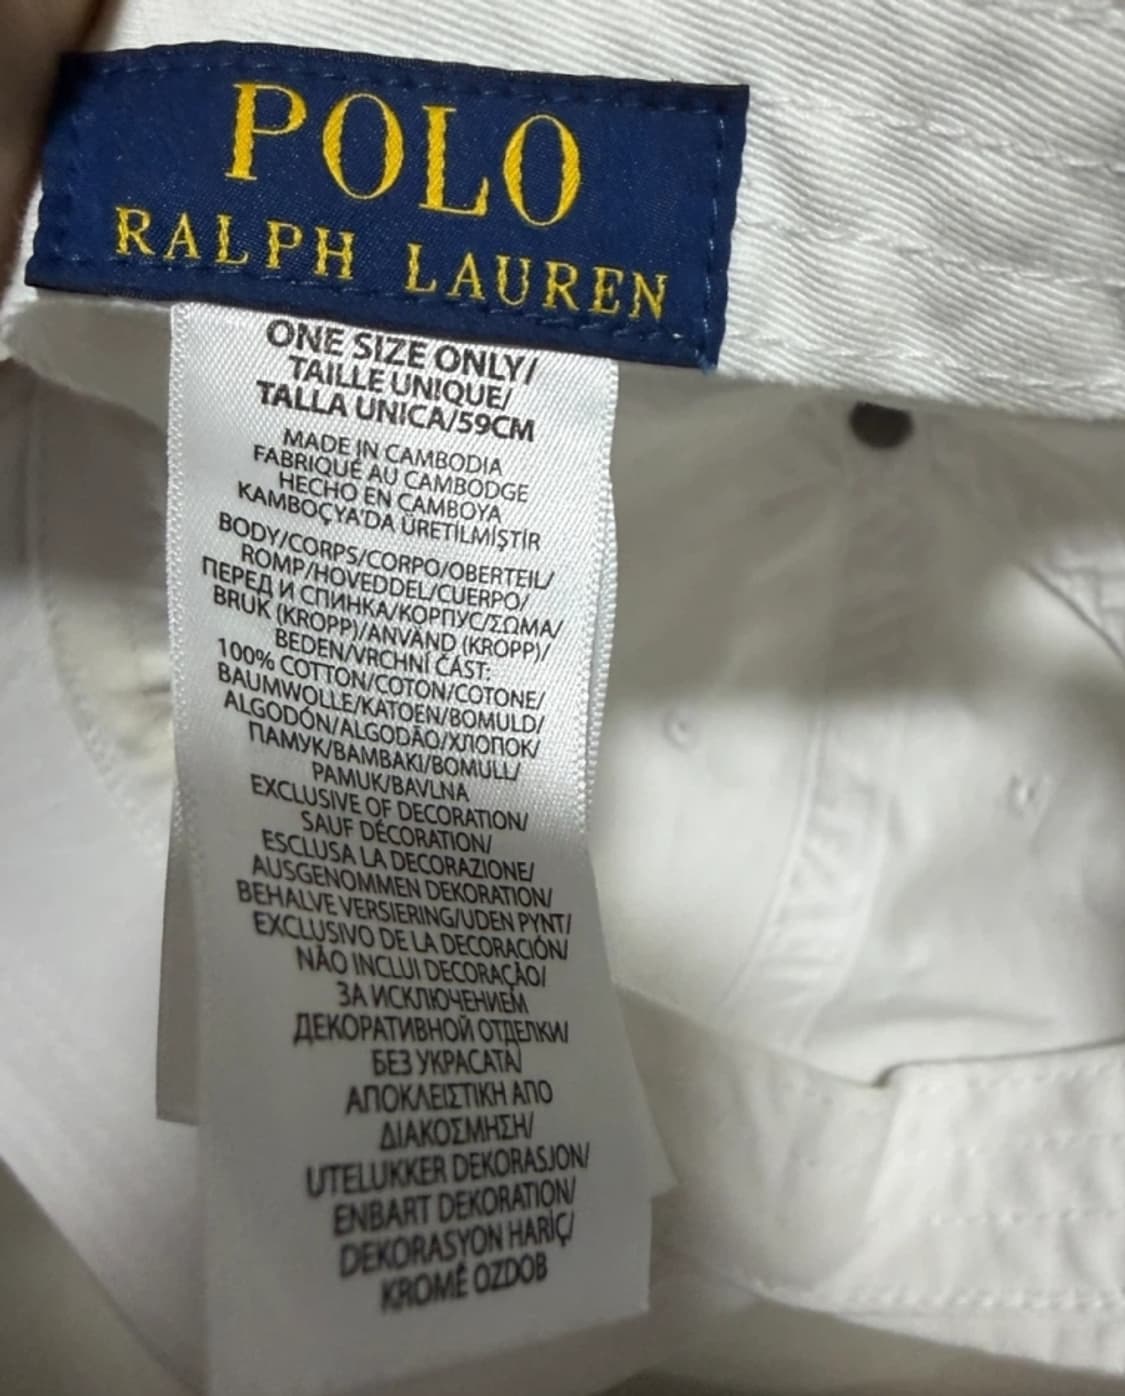 POLO
RALPH LAUREN
ONE SIZE ONLY/
TAILLE UNIQUE/
TALLA UNICA/59CM
MADE IN CAMBODIA
FABRIQUÉ AU CAMBODGE
HECHO EN CAMBOYA
KAMBOÇYA'DA ÜRETİLMİŞTİR
BODY/CORPS/CORPO/OBERTEIL/
ROMP/HOVEDDEL/CUERPO/
ПЕРЕД И СПИНКА/КОРПУС/ΣΩΜΑ/
BRUK (KROPP)/ANVÄND (KROPP)/
BEDEN/VRCHNÍ ČÁST:
100% COTTON/COTON/COTONE/
BAUMWOLLE/KATOEN/BOMULD/
ALGODÓN/ALGODÃO/ХЛОПОК/
ПАМУК/ΒΑΜΒΑΚΙ/BOMULL/
PAMUK/BAVLNA
EXCLUSIVE OF DECORATION/
SAUF DÉCORATION/
ESCLUSA LA DECORAZIONE/
AUSGENOMMEN DEKORATION/
BEHALVE VERSIERING/UDEN PYNT/
EXCLUSIVO DE LA DECORACIÓN/
NÃO INCLUI DECORAÇÃO/
ЗА ИСКЛЮЧЕНИЕМ
ДЕКОРАТИВНОЙ ОТДЕЛКИ/
БЕЗ УКРАСАТА/
ΑΠΟΚΛΕΙΣΤΙΚΗ ΑΠΟ
ΔΙΑΚΟΣΜΗΣΗ/
UTELUKKER DEKORASJON/
ENBART DEKORATION/
DEKORASYON HARİÇ/
KROMĚ OZDOB